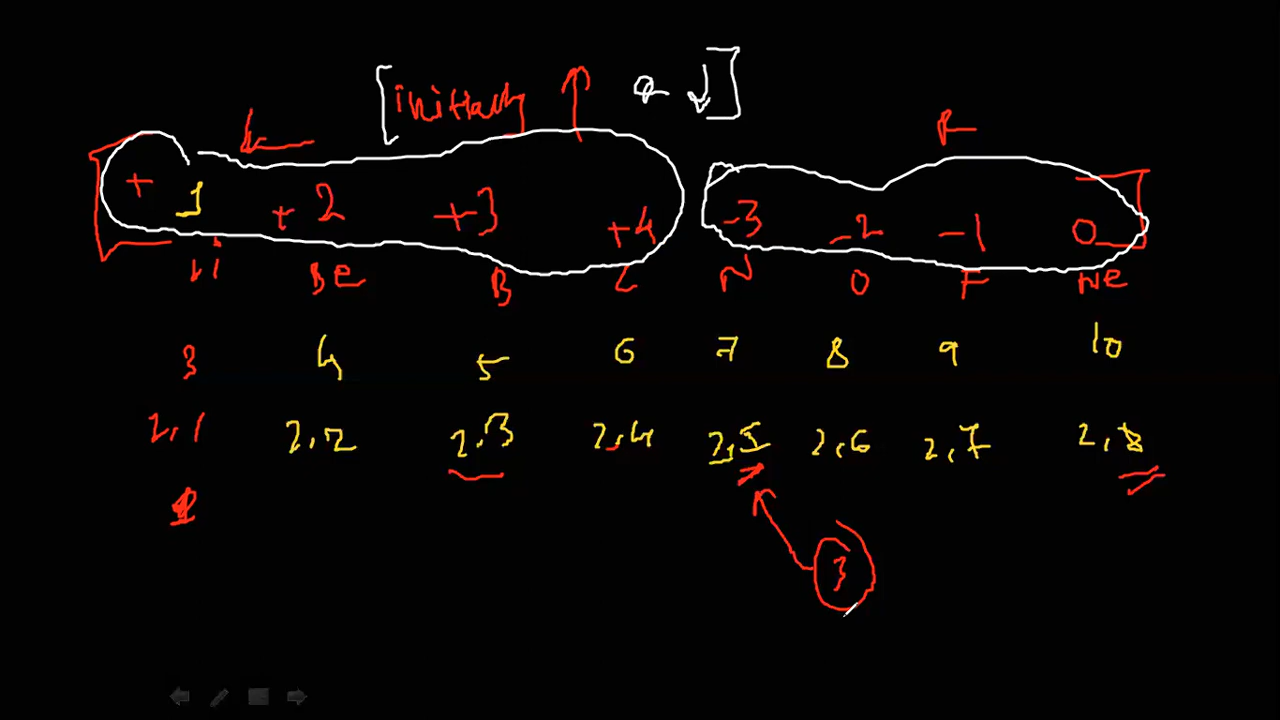 [initially ↑ & ↓]
L R
+1 +2 +3 +4 -3 -2 -1 0
Li Be B C N O F Ne
3 4 5 6 7 8 9 10
2,1 2,2 2,3 2,4 2,5 2,6 2,7 2,8
1
3